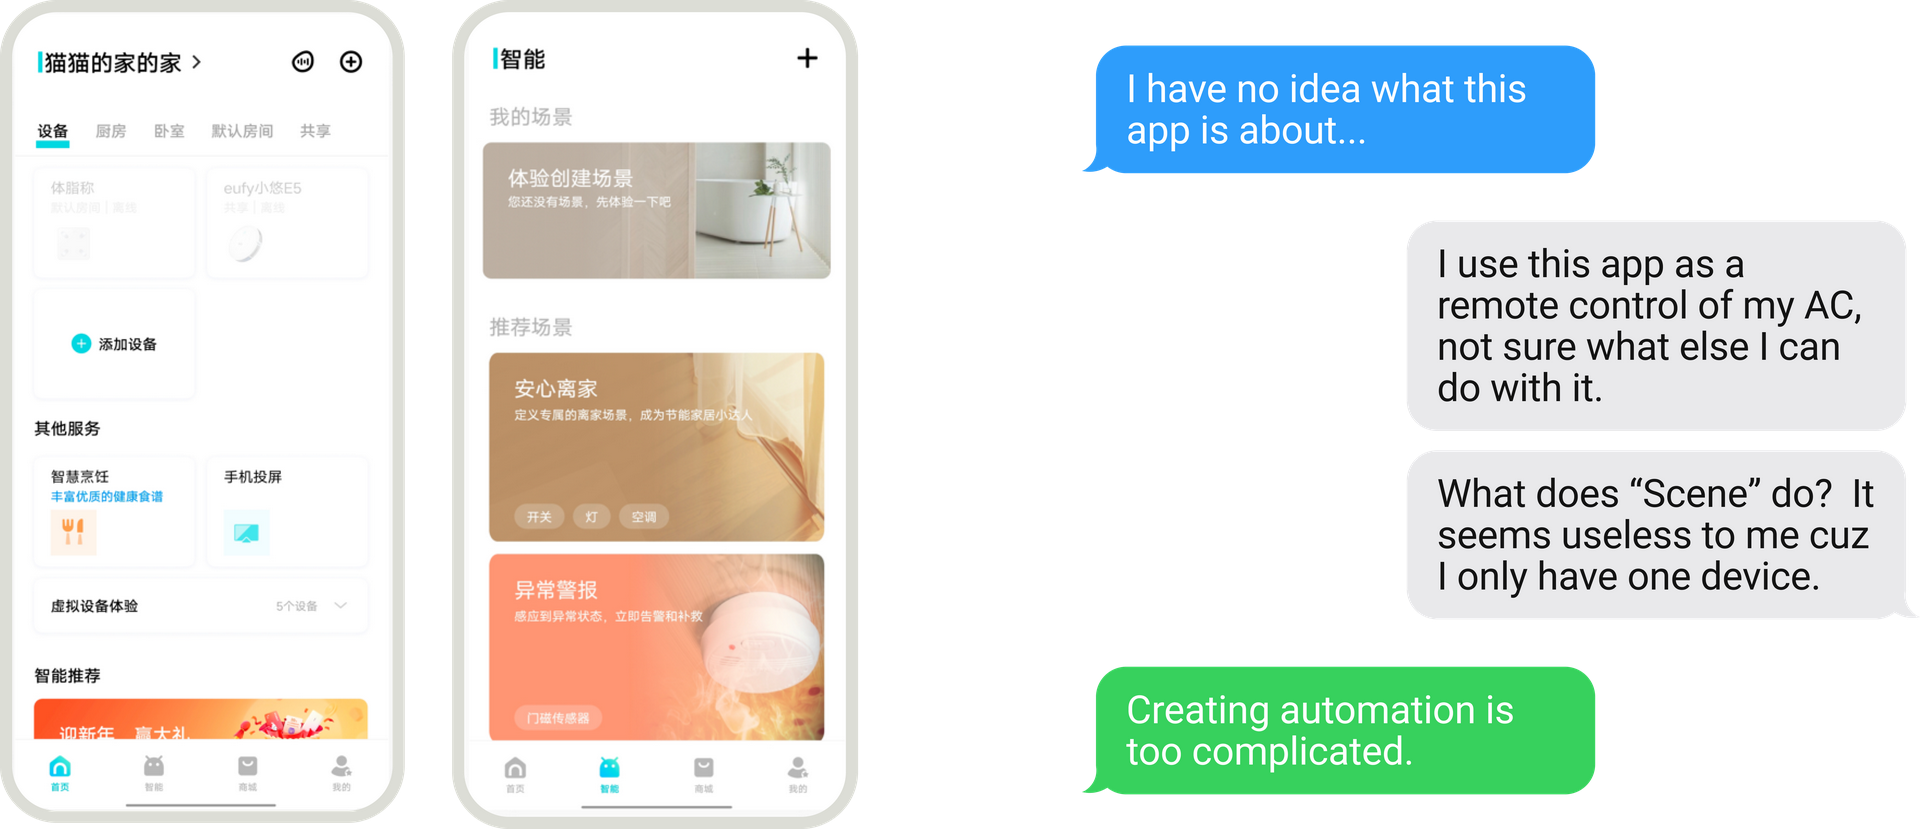 猫猫的家的家
设备 厨房 卧室 默认房间 共享
体脂称
默认房间 | 离线
eufy小悠E5
共享 | 离线
添加设备
其他服务
智慧烹饪
丰富优质的健康食谱
手机投屏
虚拟设备体验
5个设备
智能推荐
迎新年 赢大礼
首页 智能 商城 我的
智能
我的场景
体验创建场景
您还没有场景，先体验一下吧
推荐场景
安心离家
定义专属的离家场景，成为节能家居小达人
开关 灯 空调
异常警报
感应到异常状态，立即告警和补救
门磁传感器
首页 智能 商城 我的
I have no idea what this
app is about...
I use this app as a
remote control of my AC,
not sure what else I can
do with it.
What does “Scene” do? It
seems useless to me cuz
I only have one device.
Creating automation is
too complicated.